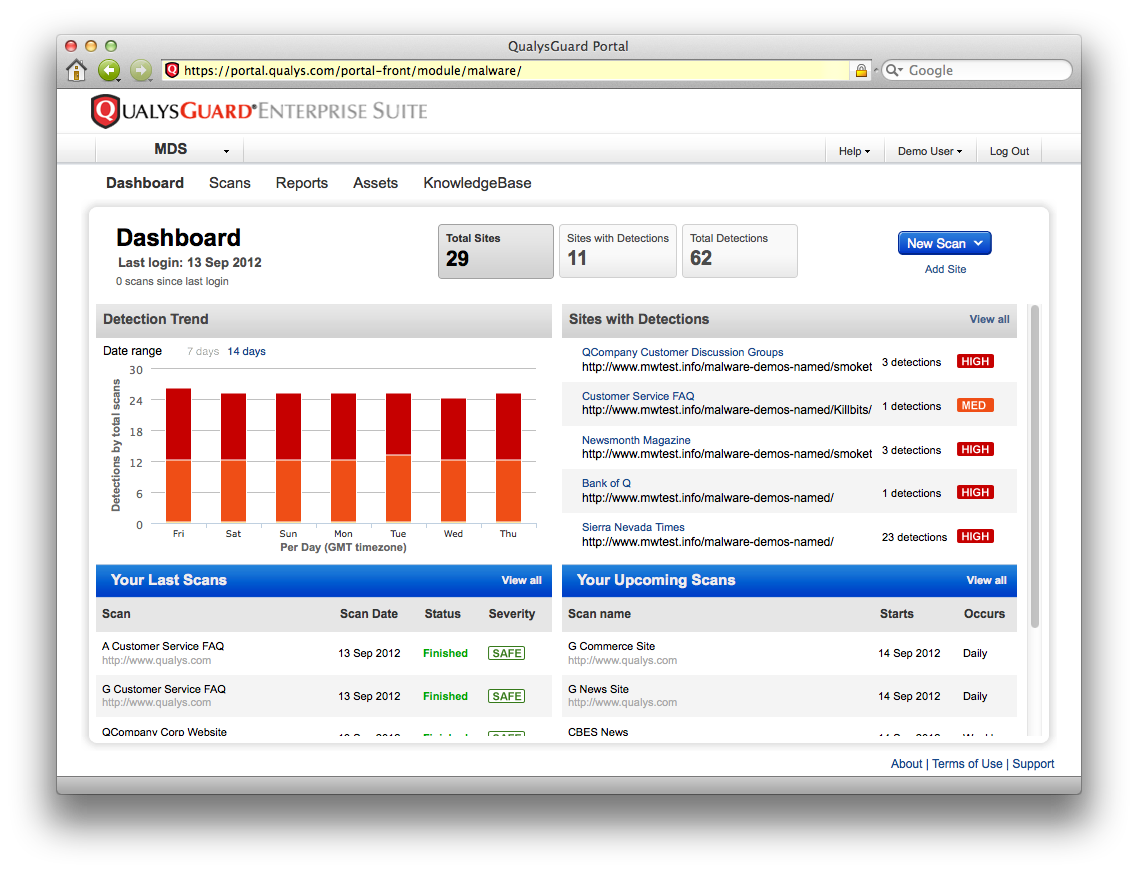 QualysGuard Portal
https://portal.qualys.com/portal-front/module/malware/
Google
QUALYSGUARD® ENTERPRISE SUITE
MDS
Help
Demo User
Log Out
Dashboard
Scans
Reports
Assets
KnowledgeBase
Dashboard
Last login: 13 Sep 2012
0 scans since last login
Total Sites
29
Sites with Detections
11
Total Detections
62
New Scan
Add Site
Detection Trend
Date range 7 days 14 days
Detections by total scans
30
24
18
12
6
0
Fri Sat Sun Mon Tue Wed Thu
Per Day (GMT timezone)
Sites with Detections View all
QCompany Customer Discussion Groups
http://www.mwtest.info/malware-demos-named/smoket 3 detections HIGH
Customer Service FAQ
http://www.mwtest.info/malware-demos-named/Killbits/ 1 detections MED
Newsmonth Magazine
http://www.mwtest.info/malware-demos-named/smoket 3 detections HIGH
Bank of Q
http://www.mwtest.info/malware-demos-named/ 1 detections HIGH
Sierra Nevada Times
http://www.mwtest.info/malware-demos-named/ 23 detections HIGH
Your Last Scans View all
Scan Scan Date Status Severity
A Customer Service FAQ
http://www.qualys.com
13 Sep 2012 Finished SAFE
G Customer Service FAQ
http://www.qualys.com
13 Sep 2012 Finished SAFE
QCompany Corp Website
Your Upcoming Scans View all
Scan name Starts Occurs
G Commerce Site
http://www.qualys.com
14 Sep 2012 Daily
G News Site
http://www.qualys.com
14 Sep 2012 Daily
CBES News
About | Terms of Use | Support